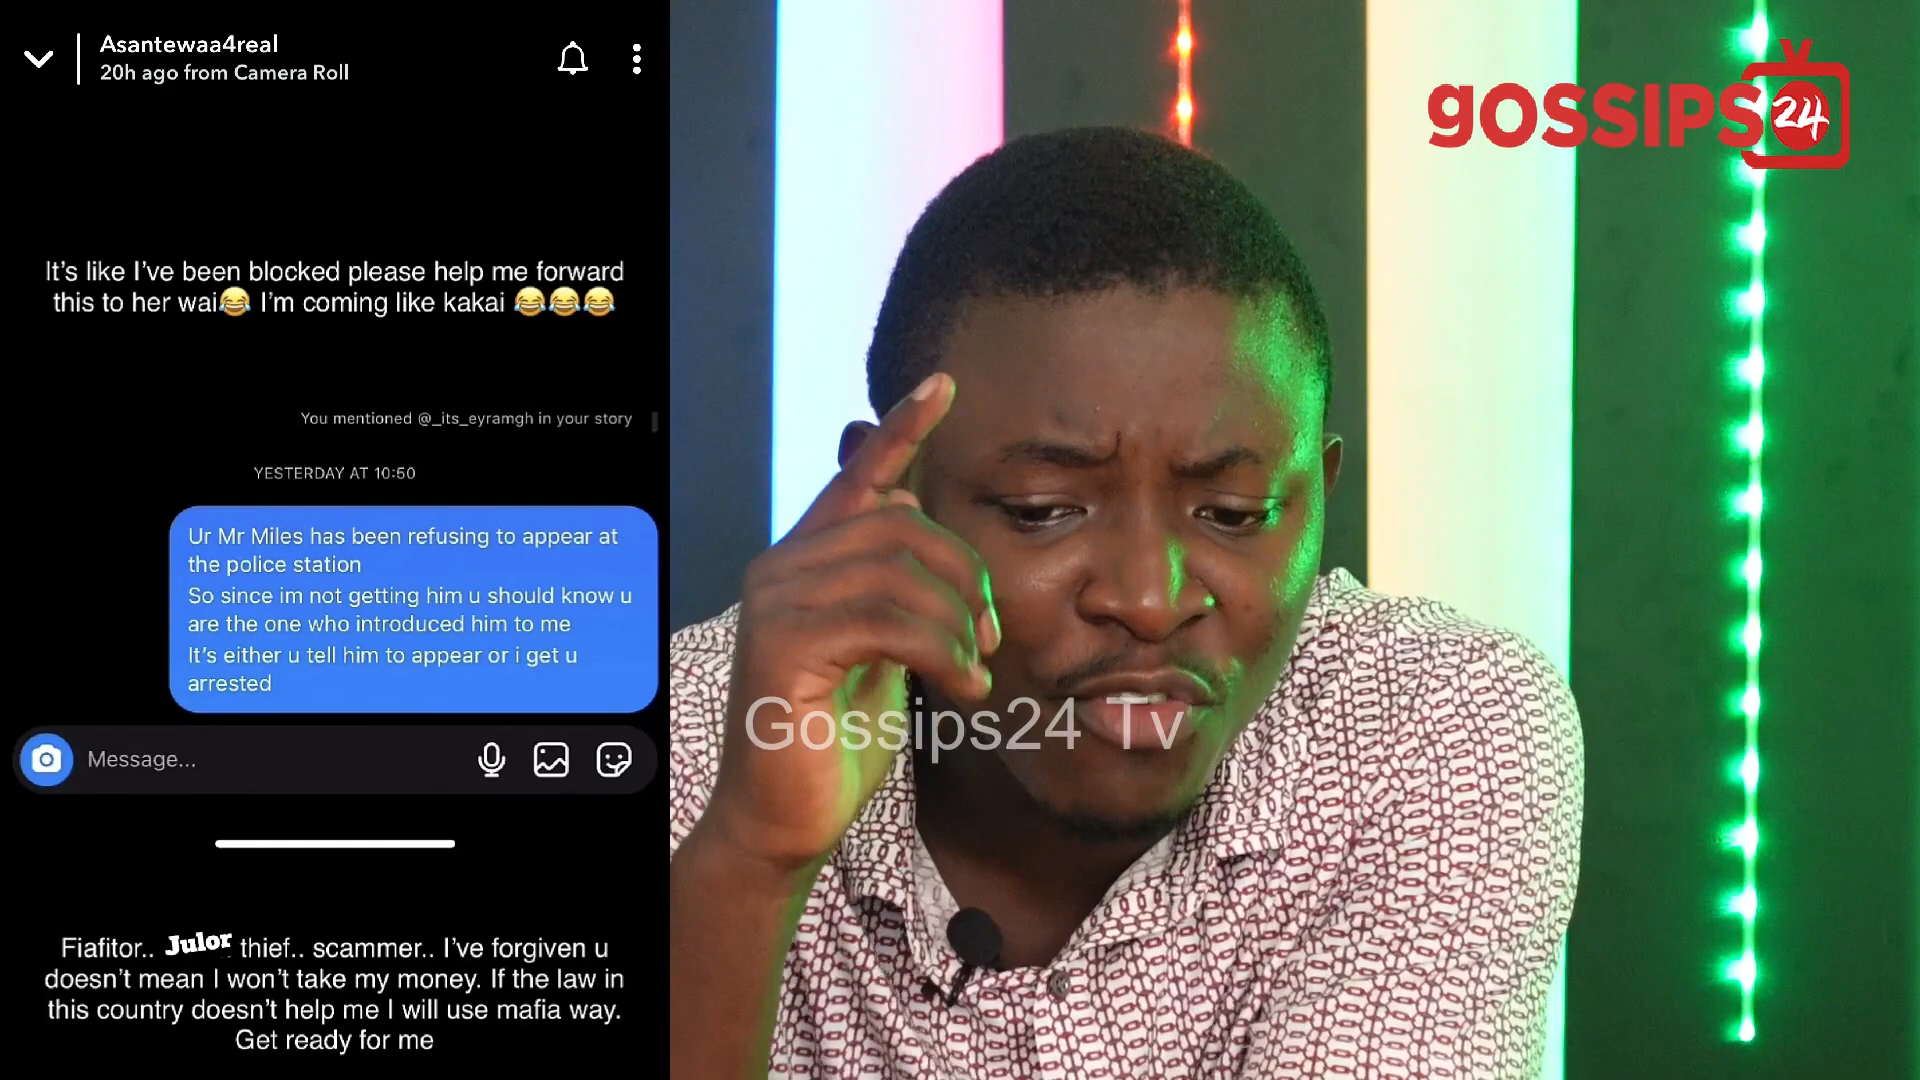 Asantewaa4real
20h ago from Camera Roll
It's like I've been blocked please help me forward
this to her wai😂 I'm coming like kakai 😂😂😂
You mentioned @_its_eyramgh in your story
YESTERDAY AT 10:50
Ur Mr Miles has been refusing to appear at
the police station
So since im not getting him u should know u
are the one who introduced him to me
It's either u tell him to appear or i get u
arrested
Message...
Fiafitor.. Julor thief.. scammer.. I've forgiven u
doesn't mean I won't take my money. If the law in
this country doesn't help me I will use mafia way.
Get ready for me
gossips24
Gossips24 Tv